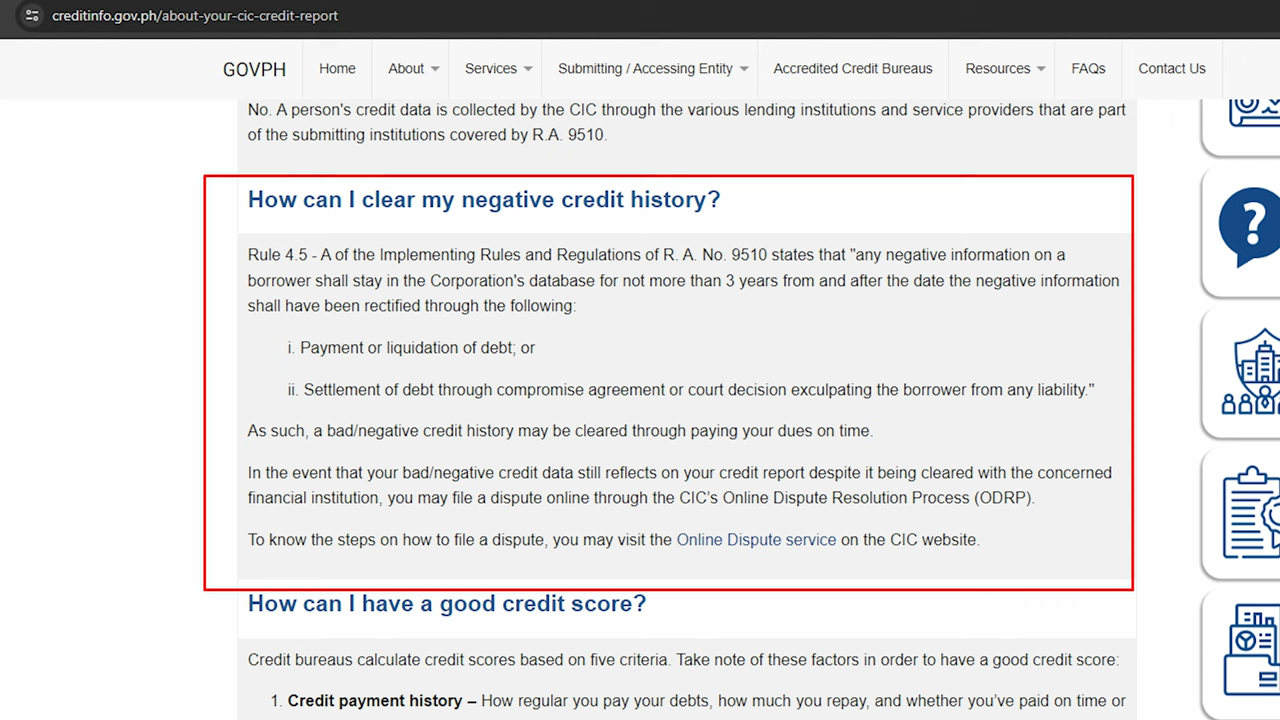 creditinfo.gov.ph/about-your-cic-credit-report
GOVPH Home About Services Submitting / Accessing Entity Accredited Credit Bureaus Resources FAQs Contact Us
No. A person's credit data is collected by the CIC through the various lending institutions and service providers that are part
of the submitting institutions covered by R.A. 9510.
How can I clear my negative credit history?
Rule 4.5 - A of the Implementing Rules and Regulations of R. A. No. 9510 states that "any negative information on a
borrower shall stay in the Corporation's database for not more than 3 years from and after the date the negative information
shall have been rectified through the following:
i. Payment or liquidation of debt; or
ii. Settlement of debt through compromise agreement or court decision exculpating the borrower from any liability."
As such, a bad/negative credit history may be cleared through paying your dues on time.
In the event that your bad/negative credit data still reflects on your credit report despite it being cleared with the concerned
financial institution, you may file a dispute online through the CIC's Online Dispute Resolution Process (ODRP).
To know the steps on how to file a dispute, you may visit the Online Dispute service on the CIC website.
How can I have a good credit score?
Credit bureaus calculate credit scores based on five criteria. Take note of these factors in order to have a good credit score:
1. Credit payment history – How regular you pay your debts, how much you repay, and whether you've paid on time or